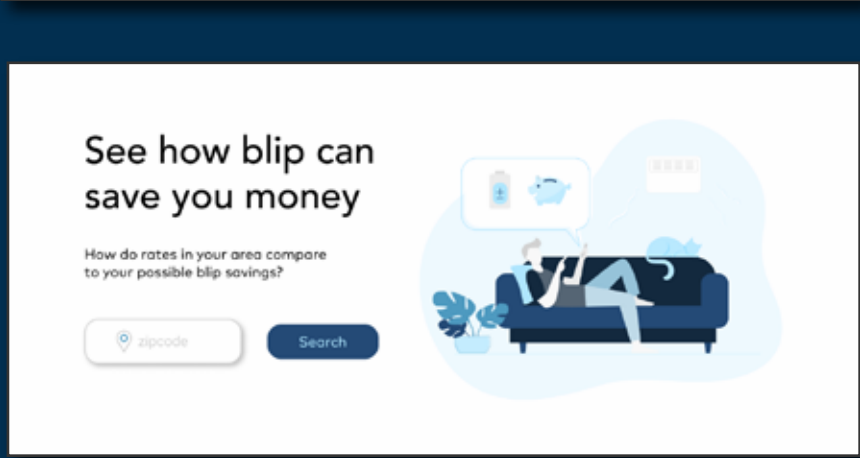 See how blip can
save you money
How do rates in your area compare
to your possible blip savings?
zipcode
Search